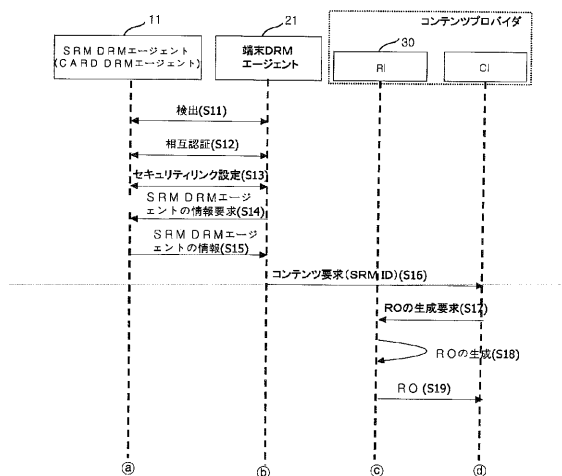 11
21
コンテンツプロバイダ
30
SRM DRMエージェント
(CARD DRMエージェント)
端末DRM
エージェント
RI
CI
検出(S11)
相互認証(S12)
セキュリティリンク設定(S13)
SRM DRMエージ
ェントの情報要求(S14)
SRM DRMエージ
ェントの情報(S15)
コンテンツ要求(SRM ID)(S16)
ROの生成要求(S17)
ROの生成(S18)
RO (S19)
ⓐ
ⓑ
ⓒ
ⓓ